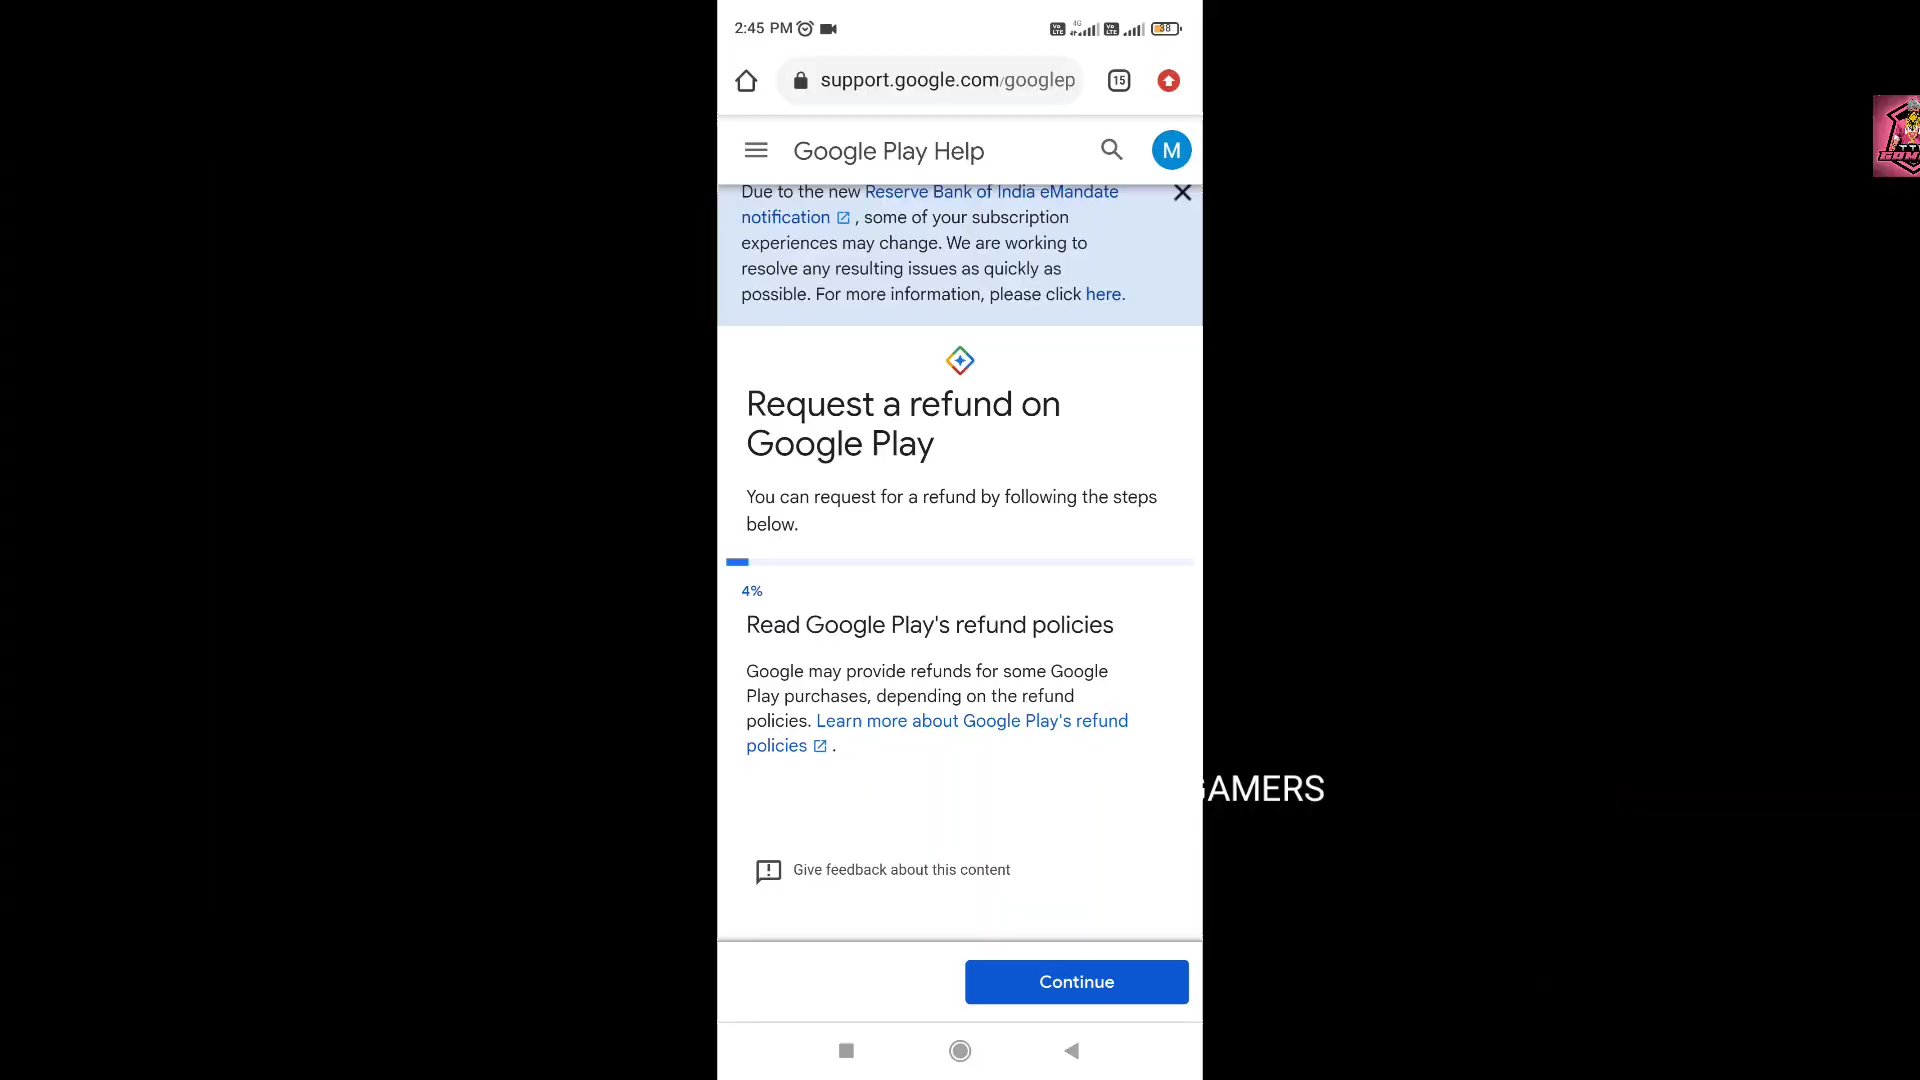 2:45 PM
4G
38
support.google.com/googlep
15
Google Play Help
M
Due to the new Reserve Bank of India eMandate
notification , some of your subscription
experiences may change. We are working to
resolve any resulting issues as quickly as
possible. For more information, please click here.
Request a refund on
Google Play
You can request for a refund by following the steps
below.
4%
Read Google Play's refund policies
Google may provide refunds for some Google
Play purchases, depending on the refund
policies. Learn more about Google Play's refund
policies .
GAMERS
Give feedback about this content
Continue